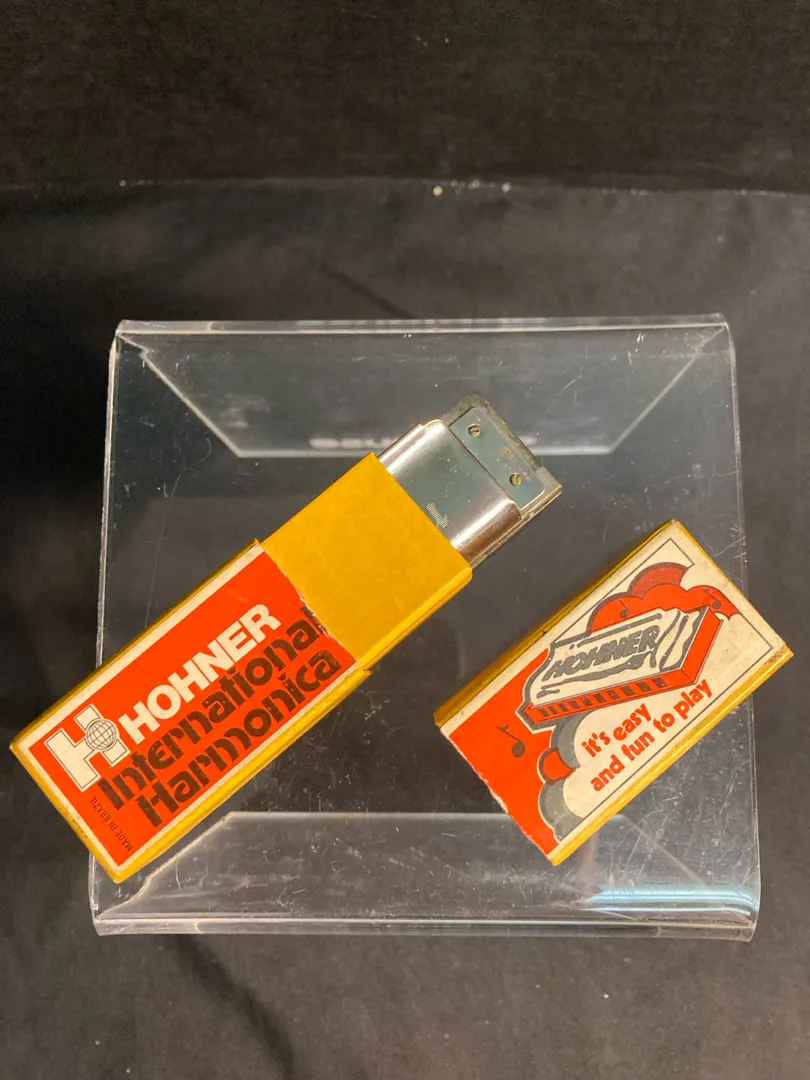 H HOHNER
International
Harmonica
MADE IN BRAZIL
HOHNER
it's easy
and fun to play